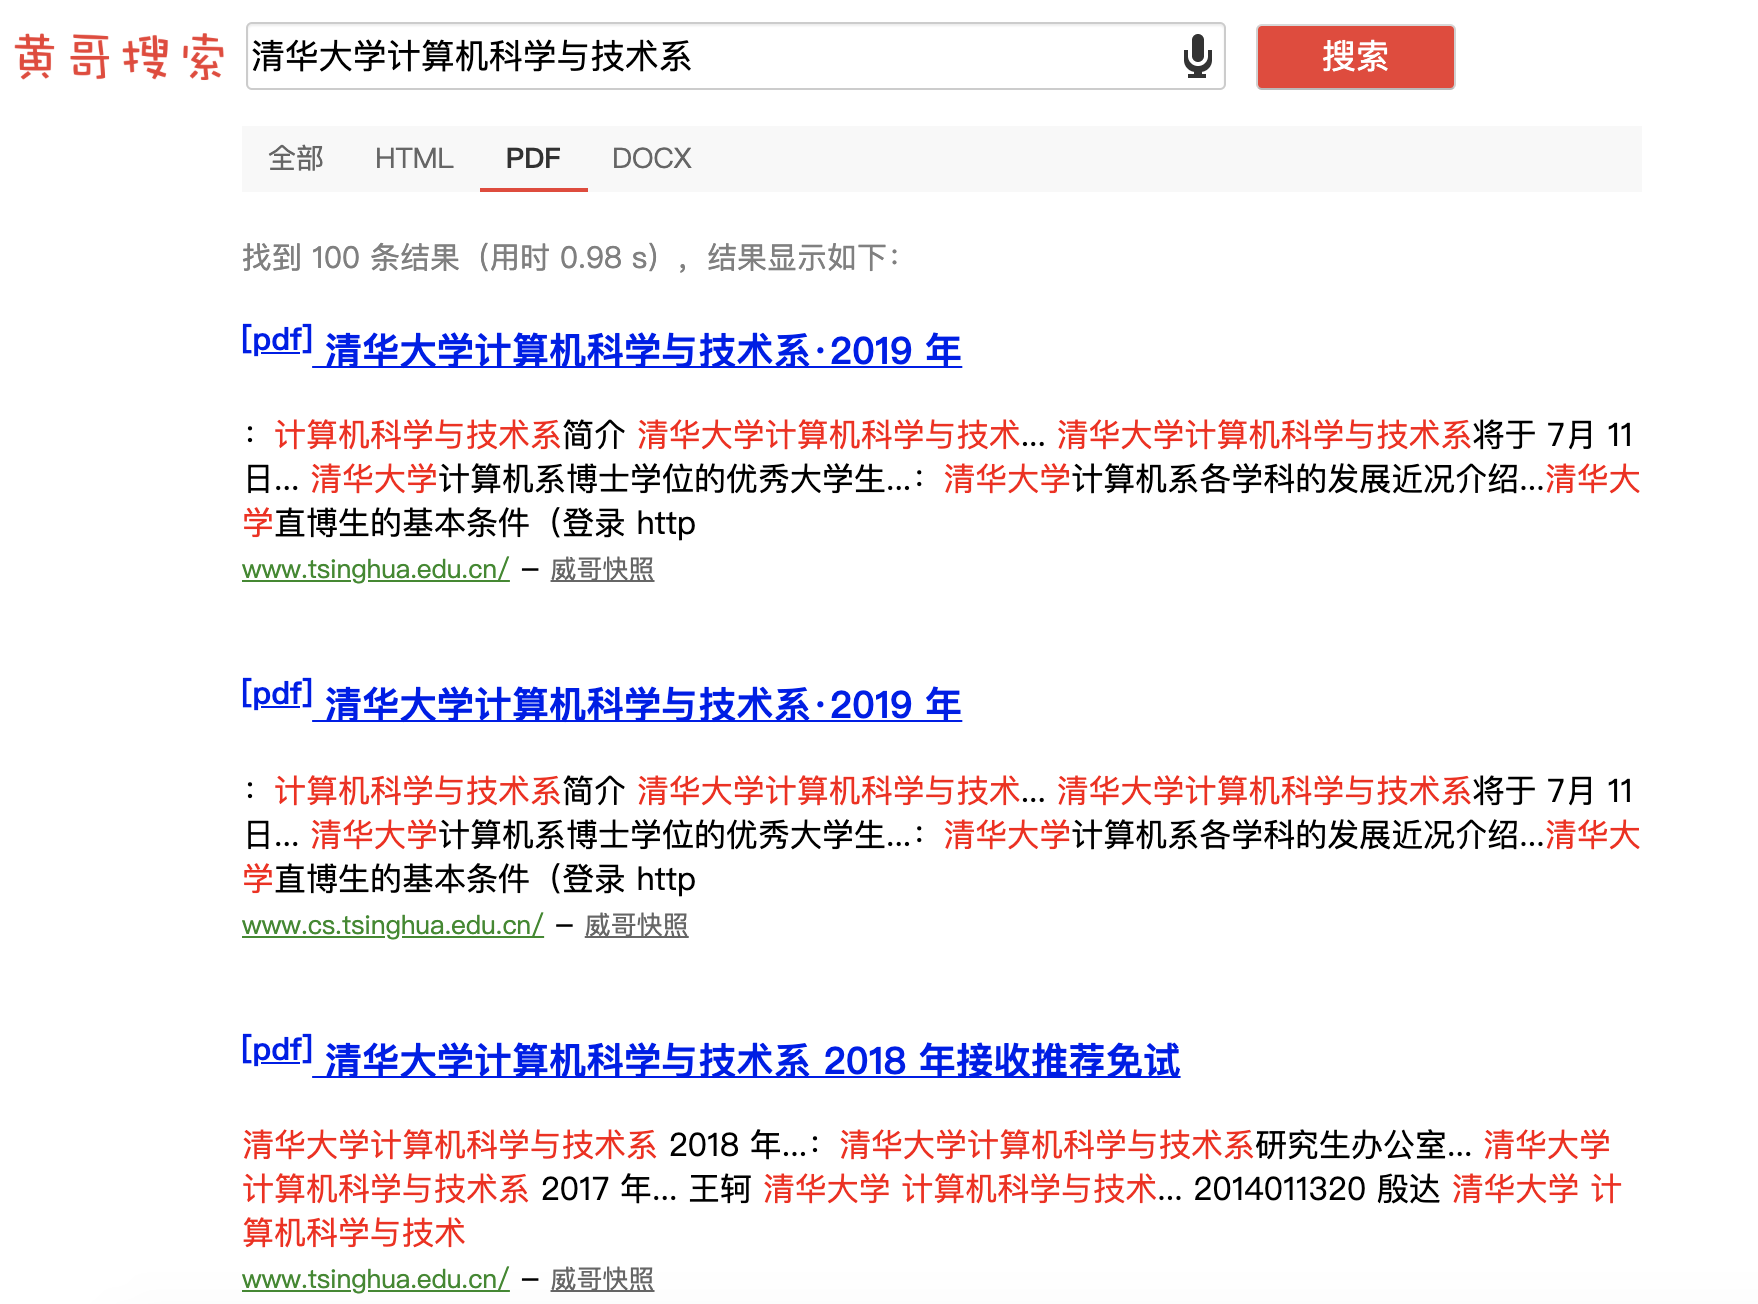 黄哥搜索 清华大学计算机科学与技术系 搜索
全部 HTML PDF DOCX
找到 100 条结果（用时 0.98 s），结果显示如下：
[pdf] 清华大学计算机科学与技术系·2019 年
：计算机科学与技术系简介 清华大学计算机科学与技术... 清华大学计算机科学与技术系将于 7月 11
日... 清华大学计算机系博士学位的优秀大学生...：清华大学计算机系各学科的发展近况介绍...清华大
学直博生的基本条件（登录 http
www.tsinghua.edu.cn/ – 威哥快照
[pdf] 清华大学计算机科学与技术系·2019 年
：计算机科学与技术系简介 清华大学计算机科学与技术... 清华大学计算机科学与技术系将于 7月 11
日... 清华大学计算机系博士学位的优秀大学生...：清华大学计算机系各学科的发展近况介绍...清华大
学直博生的基本条件（登录 http
www.cs.tsinghua.edu.cn/ – 威哥快照
[pdf] 清华大学计算机科学与技术系 2018 年接收推荐免试
清华大学计算机科学与技术系 2018 年...：清华大学计算机科学与技术系研究生办公室... 清华大学
计算机科学与技术系 2017 年... 王轲 清华大学 计算机科学与技术... 2014011320 殷达 清华大学 计
算机科学与技术
www.tsinghua.edu.cn/ – 威哥快照